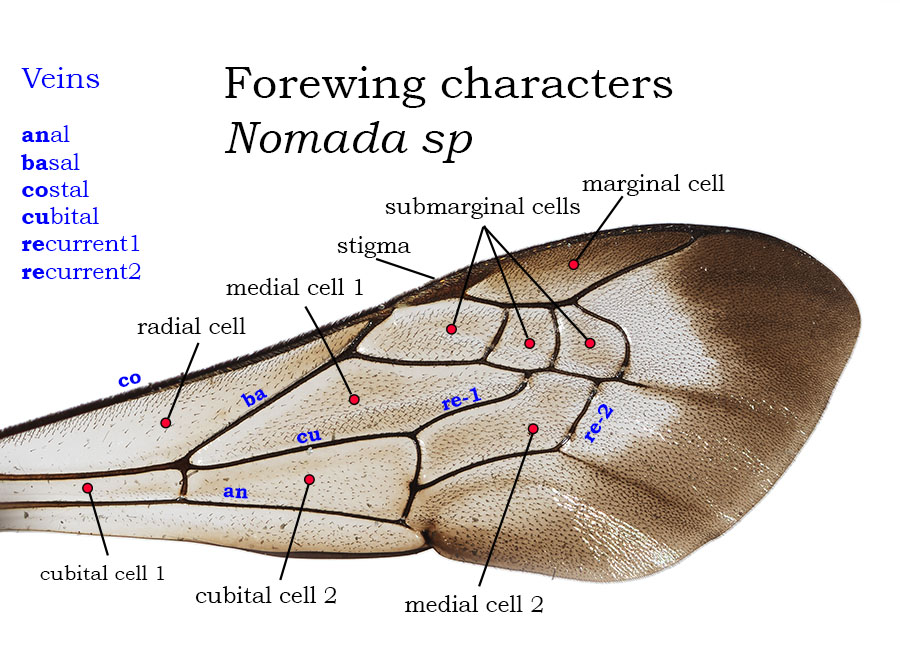 Veins
anal
basal
costal
cubital
recurrent1
recurrent2
Forewing characters
Nomada sp
marginal cell
submarginal cells
stigma
medial cell 1
radial cell
co
ba
re-1
re-2
cu
an
cubital cell 1
cubital cell 2
medial cell 2